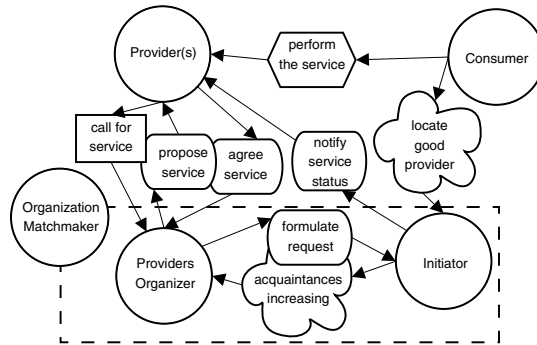 Provider(s)
perform
the service
Consumer
call for
service
propose
service
agree
service
notify
service
status
locate
good
provider
Organization
Matchmaker
Providers
Organizer
formulate
request
acquaintances
increasing
Initiator